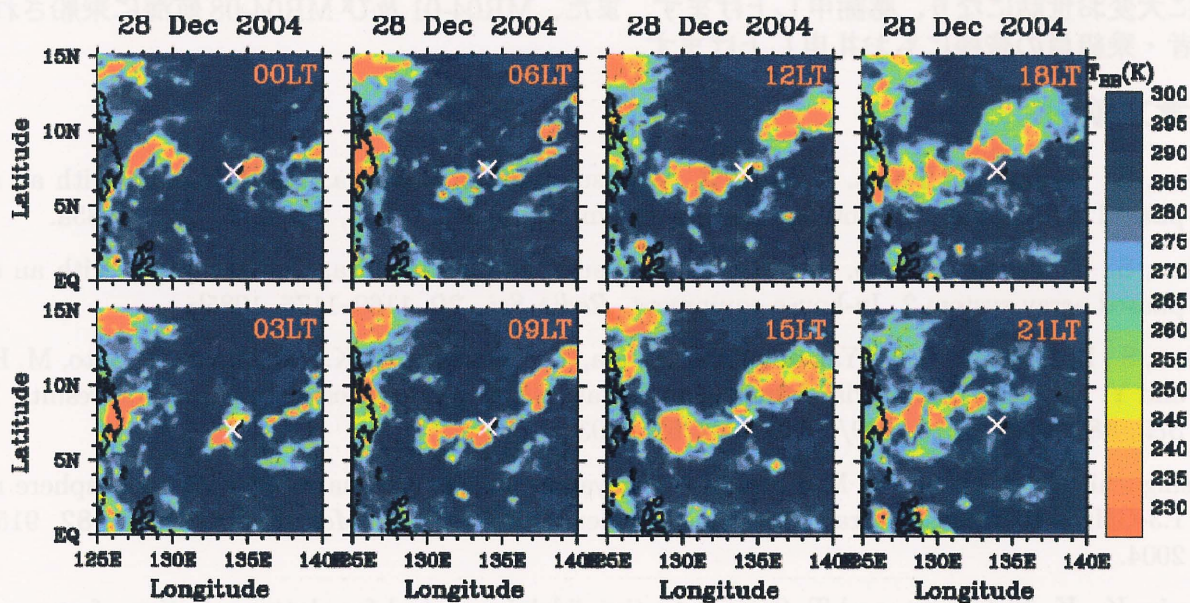 28 Dec 2004 28 Dec 2004 28 Dec 2004 28 Dec 2004
00LT 06LT 12LT 18LT
T_BB(K)
Latitude
15N
10N
5N
EQ
03LT 09LT 15LT 21LT
Latitude
15N
10N
5N
EQ
125E 130E 135E 140E
130E 135E 140E
130E 135E 140E
130E 135E 140E
Longitude Longitude Longitude Longitude
300
295
290
285
280
275
270
265
260
255
250
245
240
235
230